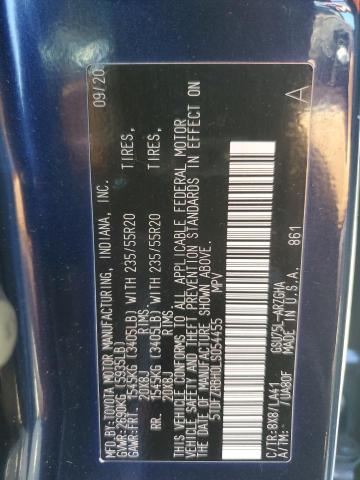 09/20
MFD. BY: TOYOTA MOTOR MANUFACTURING, INDIANA, INC.
GVWR: 2690KG (5935LB)
GAWR: FRT. 1545KG (3405LB) WITH 235/55R20 TIRES,
20X8J RIMS
RR. 1545KG (3405LB) WITH 235/55R20 TIRES,
20X8J RIMS
THIS VEHICLE CONFORMS TO ALL APPLICABLE FEDERAL MOTOR
VEHICLE SAFETY AND THEFT PREVENTION STANDARDS IN EFFECT ON
THE DATE OF MANUFACTURE SHOWN ABOVE.
MPV
C/TR: 8X8/LA41 GSU75L-ARZGHA
A/TM: -/UA80F MADE IN U.S.A.
861
A